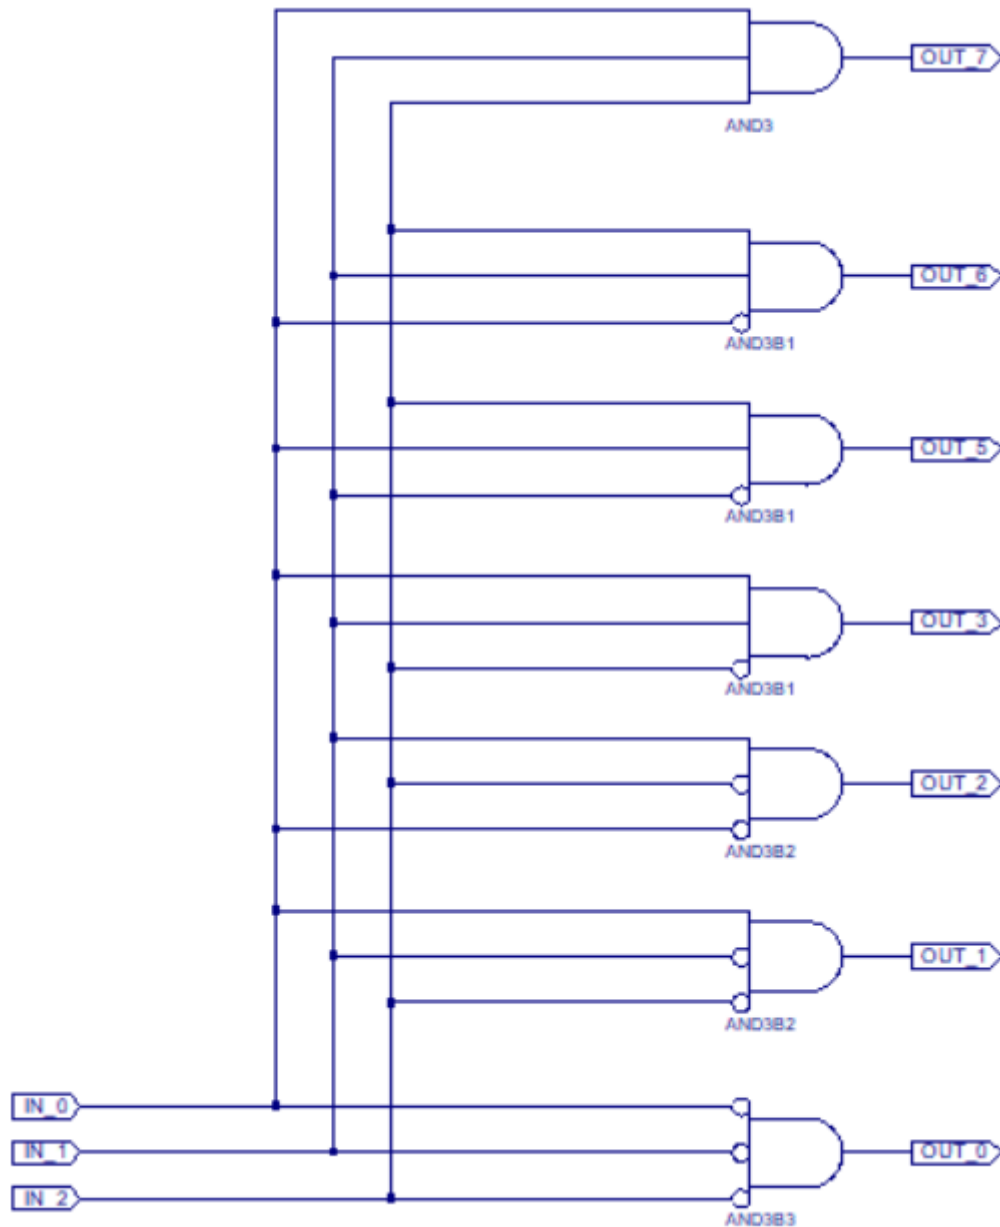 OUT_7
AND3
OUT_6
AND3B1
OUT_5
AND3B1
OUT_3
AND3B1
OUT_2
AND3B2
OUT_1
AND3B2
IN_0
IN_1
OUT_0
IN_2
AND3B3